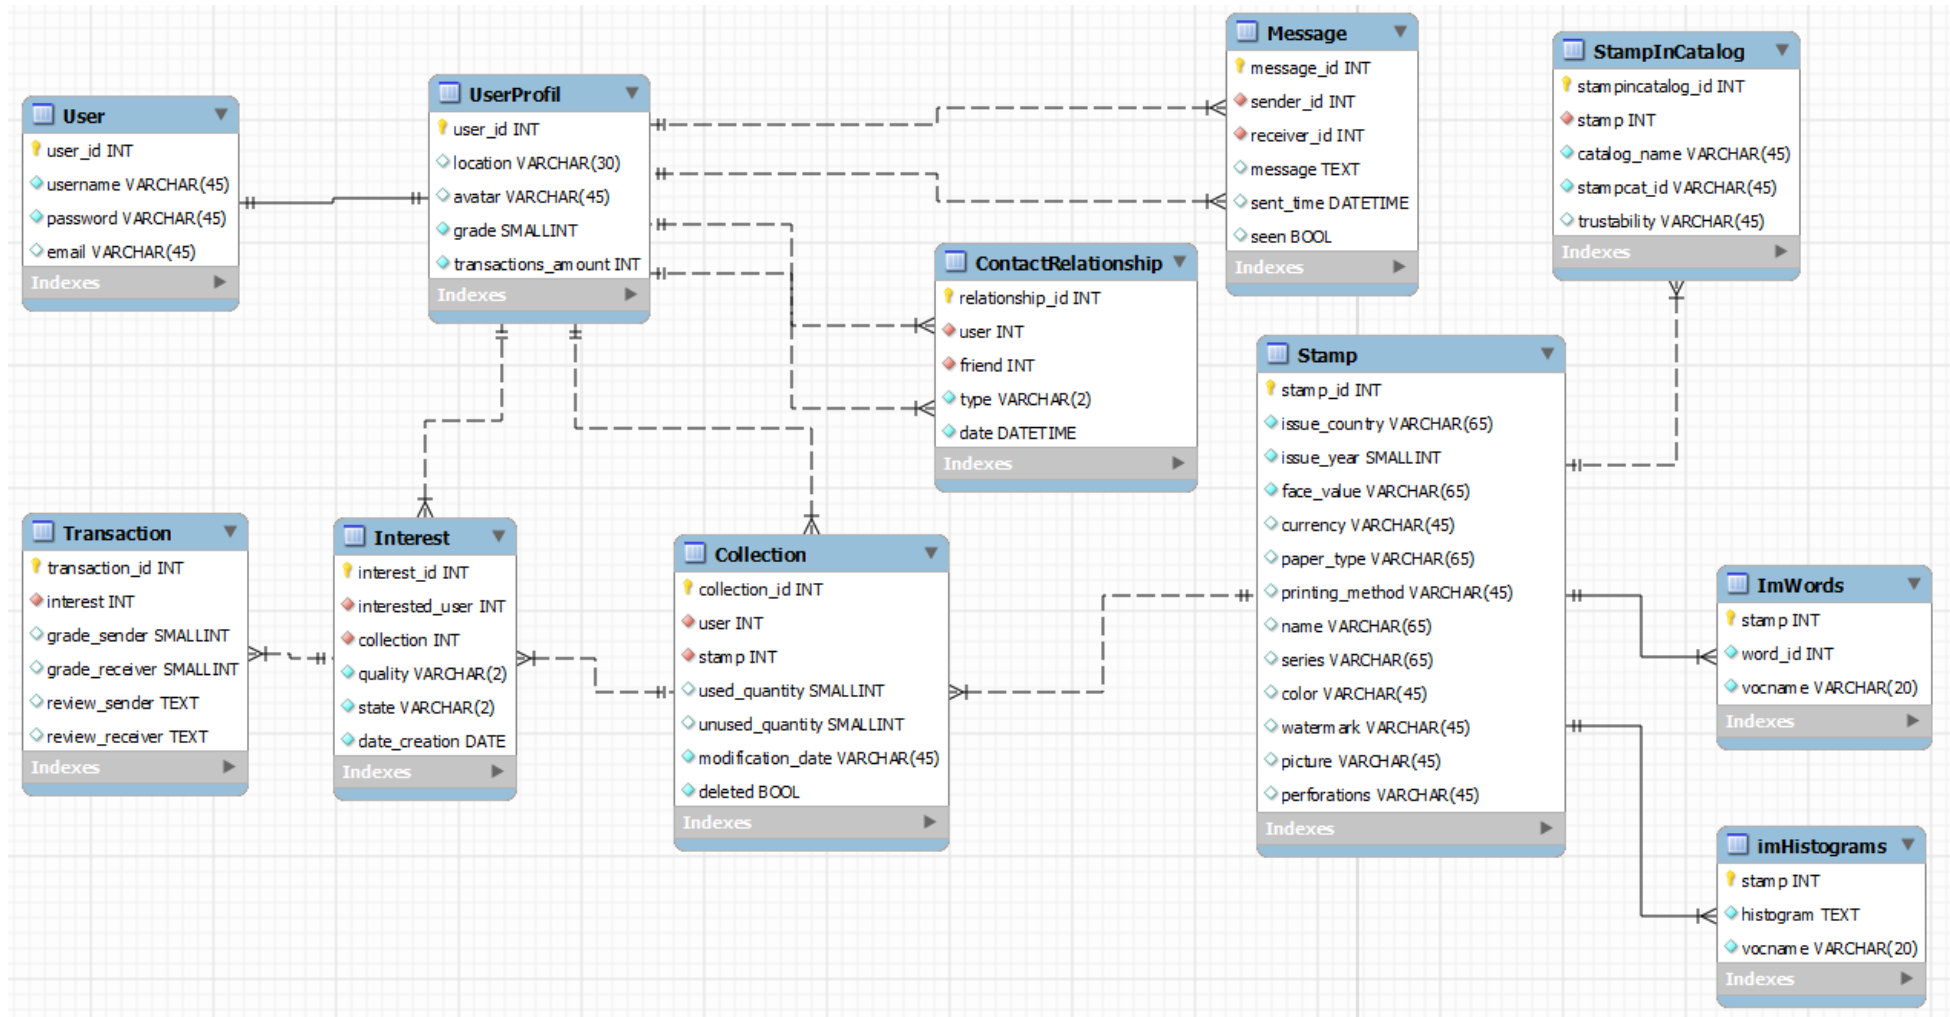 User
user_id INT
username VARCHAR(45)
password VARCHAR(45)
email VARCHAR(45)
Indexes
UserProfil
user_id INT
location VARCHAR(30)
avatar VARCHAR(45)
grade SMALLINT
transactions_amount INT
Indexes
Message
message_id INT
sender_id INT
receiver_id INT
message TEXT
sent_time DATETIME
seen BOOL
Indexes
StampInCatalog
stampincatalog_id INT
stamp INT
catalog_name VARCHAR(45)
stampcat_id VARCHAR(45)
trustability VARCHAR(45)
Indexes
ContactRelationship
relationship_id INT
user INT
friend INT
type VARCHAR(2)
date DATETIME
Indexes
Stamp
stamp_id INT
issue_country VARCHAR(65)
issue_year SMALLINT
face_value VARCHAR(65)
currency VARCHAR(45)
paper_type VARCHAR(65)
printing_method VARCHAR(45)
name VARCHAR(65)
series VARCHAR(65)
color VARCHAR(45)
watermark VARCHAR(45)
picture VARCHAR(45)
perforations VARCHAR(45)
Indexes
Transaction
transaction_id INT
interest INT
grade_sender SMALLINT
grade_receiver SMALLINT
review_sender TEXT
review_receiver TEXT
Indexes
Interest
interest_id INT
interested_user INT
collection INT
quality VARCHAR(2)
state VARCHAR(2)
date_creation DATE
Indexes
Collection
collection_id INT
user INT
stamp INT
used_quantity SMALLINT
unused_quantity SMALLINT
modification_date VARCHAR(45)
deleted BOOL
Indexes
ImWords
stamp INT
word_id INT
vocname VARCHAR(20)
Indexes
imHistograms
stamp INT
histogram TEXT
vocname VARCHAR(20)
Indexes